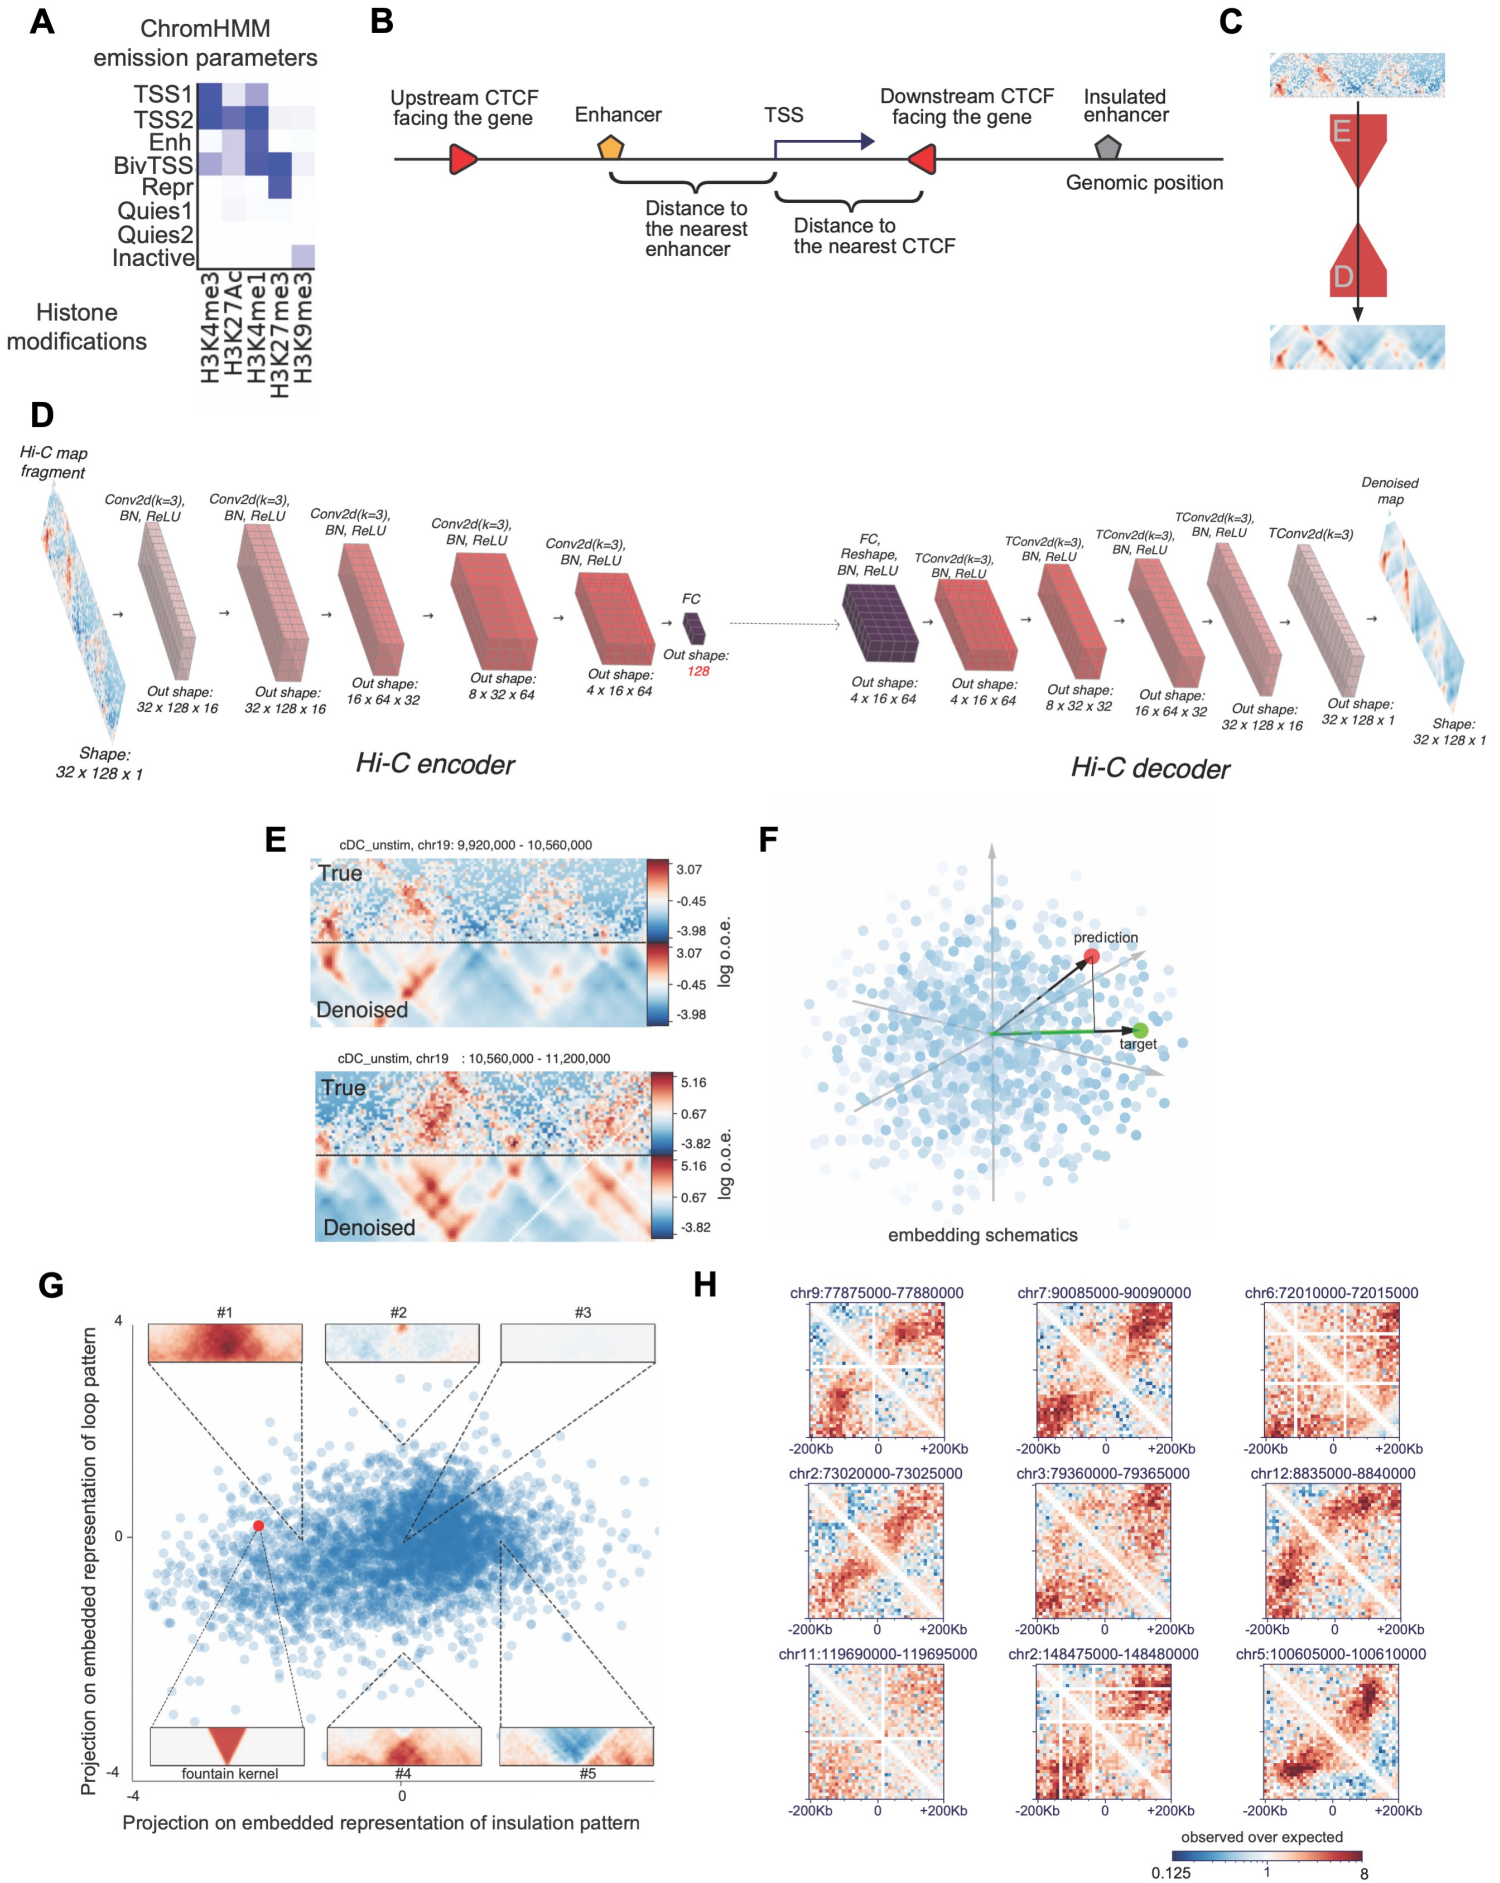 A
ChromHMM
emission parameters
TSS1
TSS2
Enh
BivTSS
Repr
Quies1
Quies2
Inactive
H3K4me3
H3K27Ac
H3K4me1
H3K27me3
H3K9me3
Histone
modifications
B
Upstream CTCF
facing the gene
Enhancer
TSS
Downstream CTCF
facing the gene
Insulated
enhancer
Genomic position
Distance to
the nearest
enhancer
Distance to
the nearest CTCF
C
E
D
D
Hi-C map
fragment
Shape:
32 x 128 x 1
Conv2d(k=3),
BN, ReLU
Out shape:
32 x 128 x 16
Conv2d(k=3),
BN, ReLU
Out shape:
32 x 128 x 16
Conv2d(k=3),
BN, ReLU
Out shape:
16 x 64 x 32
Conv2d(k=3),
BN, ReLU
Out shape:
8 x 32 x 64
Conv2d(k=3),
BN, ReLU
Out shape:
4 x 16 x 64
FC
Out shape:
128
FC,
Reshape,
BN, ReLU
Out shape:
4 x 16 x 64
TConv2d(k=3),
BN, ReLU
Out shape:
4 x 16 x 64
TConv2d(k=3),
BN, ReLU
Out shape:
8 x 32 x 32
TConv2d(k=3),
BN, ReLU
Out shape:
16 x 64 x 32
TConv2d(k=3),
BN, ReLU
Out shape:
32 x 128 x 16
TConv2d(k=3)
Out shape:
32 x 128 x 1
Denoised
map
Shape:
32 x 128 x 1
Hi-C encoder
Hi-C decoder
E
cDC_unstim, chr19: 9,920,000 - 10,560,000
True
Denoised
3.07
-0.45
-3.98
3.07
-0.45
-3.98
log o.o.e.
cDC_unstim, chr19 : 10,560,000 - 11,200,000
True
Denoised
5.16
0.67
-3.82
5.16
0.67
-3.82
log o.o.e.
F
prediction
target
embedding schematics
G
#1
#2
#3
4
0
-4
Projection on embedded representation of loop pattern
fountain kernel
#4
#5
-4
0
Projection on embedded representation of insulation pattern
H
chr9:77875000-77880000
chr7:90085000-90090000
chr6:72010000-72015000
-200Kb 0 +200Kb
-200Kb 0 +200Kb
-200Kb 0 +200Kb
chr2:73020000-73025000
chr3:79360000-79365000
chr12:8835000-8840000
-200Kb 0 +200Kb
-200Kb 0 +200Kb
-200Kb 0 +200Kb
chr11:119690000-119695000
chr2:148475000-148480000
chr5:100605000-100610000
-200Kb 0 +200Kb
-200Kb 0 +200Kb
-200Kb 0 +200Kb
observed over expected
0.125 1 8